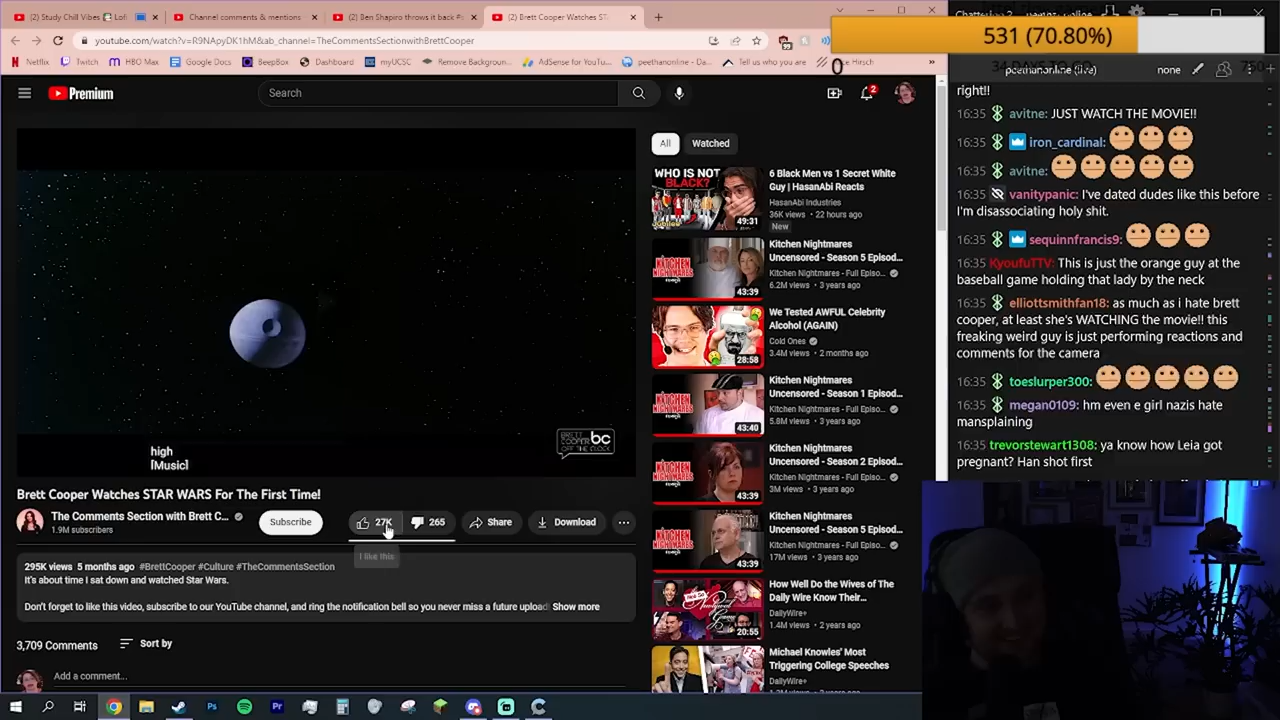 (2) Study Chill Vibes
Lofi
Channel comments & mentions
(2) Ben Shapiro throws it back #s
(2) Brett Cooper Watches ST
youtube.com/watch?v=R9NApyDK1hM&ab_channel=TheCommentsSectionwithBrettCooper
Netflix
Twitch
HBO Max
Google Docs
BeepBox
Dashboard
myUCSC
Remove Background...
AdSense for YouTu...
peethanonline - Da...
Tell us who you are
Hirsch
531 (70.80%)
0
peethanonline (live)
none
Premium
Search
2
All
Watched
high
[Music]
BRETT COOPER OFF THE CLOCK
bc
Brett Cooper Watches STAR WARS For The First Time!
The Comments Section with Brett C...
1.9M subscribers
Subscribe
27K
265
Share
Download
I like this
295K views 5 months ago #BrettCooper #Culture #TheCommentsSection
It's about time I sat down and watched Star Wars.
Don't forget to like this video, subscribe to our YouTube channel, and ring the notification bell so you never miss a future upload
Show more
3,709 Comments
Sort by
Add a comment...
WHO IS NOT BLACK?
49:31
6 Black Men vs 1 Secret White
Guy | HasanAbi Reacts
HasanAbi Industries
36K views · 22 hours ago
New
KITCHEN NIGHTMARES
43:39
Kitchen Nightmares
Uncensored - Season 5 Episod...
Kitchen Nightmares - Full Episo...
6.2M views · 3 years ago
28:58
We Tested AWFUL Celebrity
Alcohol (AGAIN)
Cold Ones
3.4M views · 2 months ago
KITCHEN NIGHTMARES
43:40
Kitchen Nightmares
Uncensored - Season 1 Episod...
Kitchen Nightmares - Full Episo...
5.8M views · 3 years ago
KITCHEN NIGHTMARES
43:39
Kitchen Nightmares
Uncensored - Season 2 Episod...
Kitchen Nightmares - Full Episo...
3M views · 3 years ago
KITCHEN NIGHTMARES
43:39
Kitchen Nightmares
Uncensored - Season 5 Episod...
Kitchen Nightmares - Full Episo...
17M views · 3 years ago
20:55
How Well Do the Wives of The
Daily Wire Know Their...
DailyWire+
1.4M views · 2 years ago
Michael Knowles' Most
Triggering College Speeches
DailyWire+
right!!
16:35 avitne: JUST WATCH THE MOVIE!!
16:35 iron_cardinal:
16:35 avitne:
16:35 vanitypanic: I've dated dudes like this before
I'm disassociating holy shit.
16:35 sequinnfrancis9:
16:35 KyoufuTTV: This is just the orange guy at the
baseball game holding that lady by the neck
16:35 elliottsmithfan18: as much as i hate brett
cooper, at least she's WATCHING the movie!! this
freaking weird guy is just performing reactions and
comments for the camera
16:35 toeslurper300:
16:35 megan0109: hm even e girl nazis hate
mansplaining
16:35 trevorstewart1308: ya know how Leia got
pregnant? Han shot first